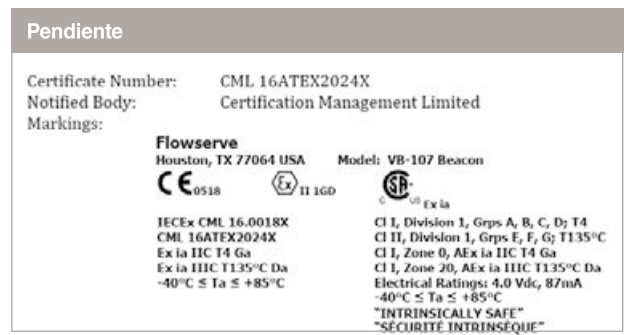 Pendiente
Certificate Number: CML 16ATEX2024X
Notified Body: Certification Management Limited
Markings:
Flowserve
Houston, TX 77064 USA Model: VB-107 Beacon
CE 0518 Ex II 1GD
C SA US Ex ia
IECEx CML 16.0018X
CML 16ATEX2024X
Ex ia IIC T4 Ga
Ex ia IIIC T135°C Da
-40°C ≤ Ta ≤ +85°C
Cl I, Division 1, Grps A, B, C, D; T4
Cl II, Division 1, Grps E, F, G; T135°C
Cl I, Zone 0, AEx ia IIC T4 Ga
Cl I, Zone 20, AEx ia IIIC T135°C Da
Electrical Ratings: 4.0 Vdc, 87mA
-40°C ≤ Ta ≤ +85°C
"INTRINSICALLY SAFE"
"SÉCURITÉ INTRINSÈQUE"